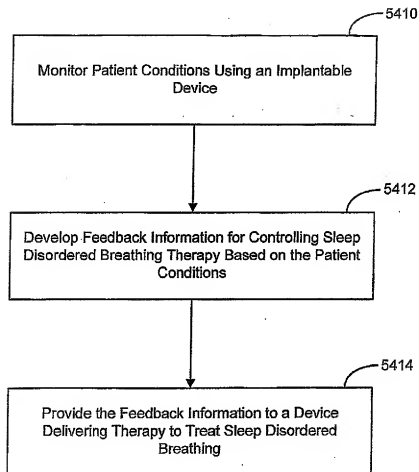 5410
Monitor Patient Conditions Using an Implantable
Device
5412
Develop Feedback Information for Controlling Sleep
Disordered Breathing Therapy Based on the Patient
Conditions
5414
Provide the Feedback Information to a Device
Delivering Therapy to Treat Sleep Disordered
Breathing